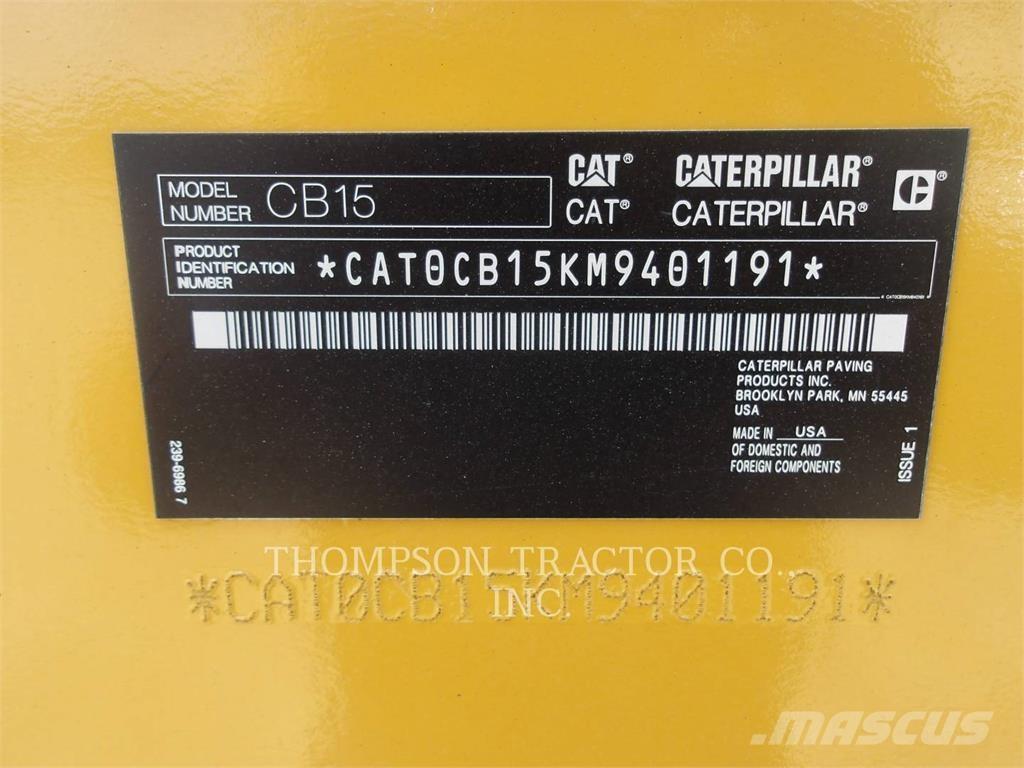 MODEL
NUMBER CB15
CAT® CATERPILLAR® ®
CAT® CATERPILLAR®
PRODUCT
IDENTIFICATION
NUMBER
*CAT0CB15KM9401191*
* CAT0CB15KM9401191 *
CATERPILLAR PAVING
PRODUCTS INC.
BROOKLYN PARK, MN 55445
USA
MADE IN USA
OF DOMESTIC AND
FOREIGN COMPONENTS
239-6986 7
ISSUE 1
THOMPSON TRACTOR CO.,
INC.
*CAT0CB15KM9401191*
MASCUS